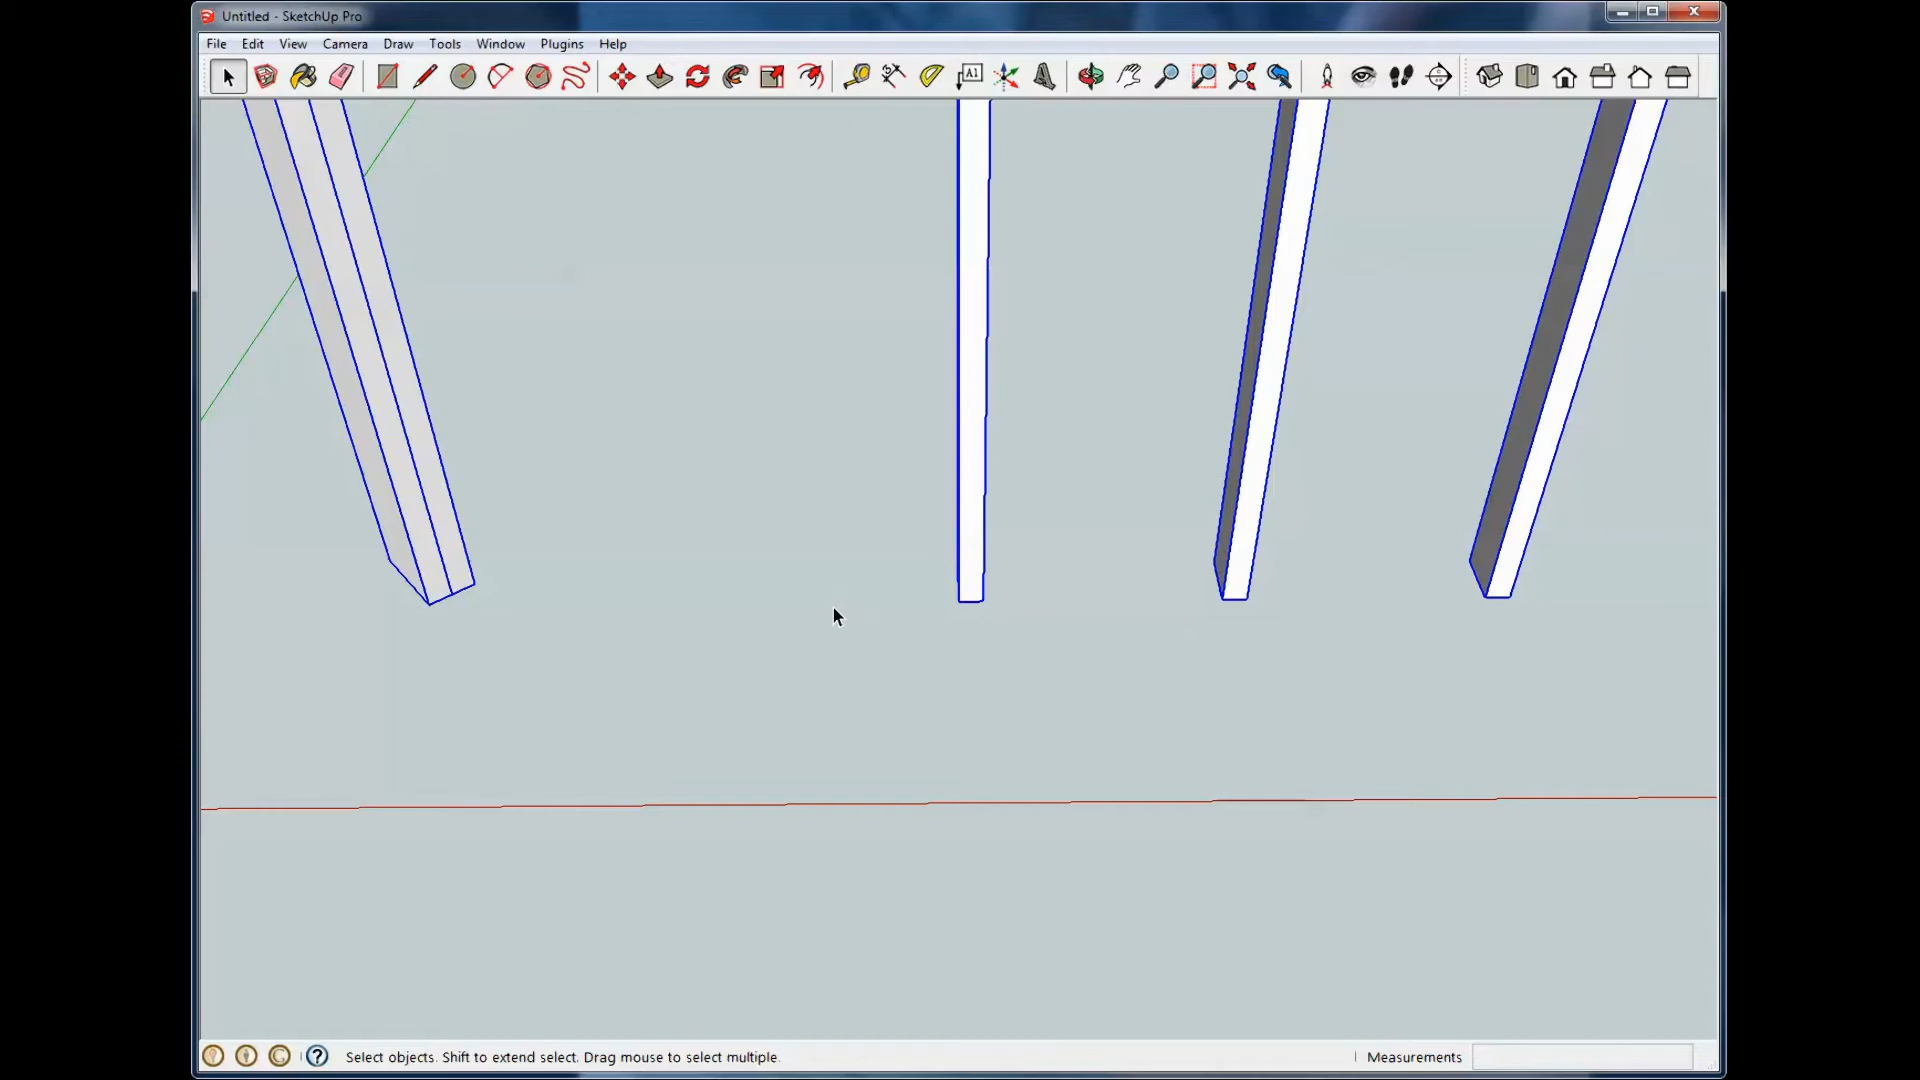 Untitled - SketchUp Pro
File Edit View Camera Draw Tools Window Plugins Help
A1
Select objects. Shift to extend select. Drag mouse to select multiple.
Measurements